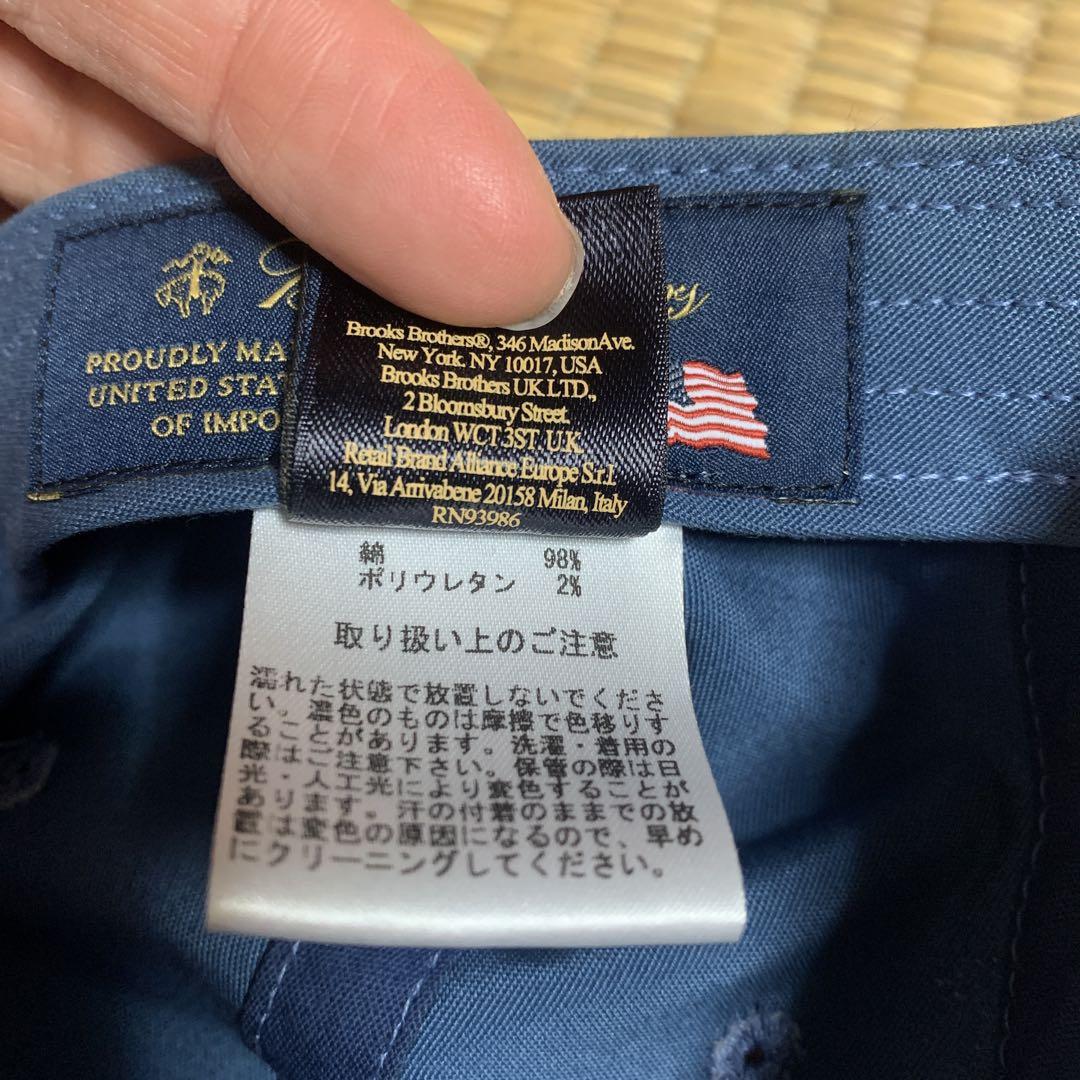 PROUDLY MA
UNITED STAT
OF IMPO
Brooks Brothers®, 346 MadisonAve.
New York. NY 10017, USA
Brooks Brothers UK LTD.,
2 Bloomsbury Street.
London WCT 3ST U.K.
Retail Brand Alliance Europe S.r.l.
14, Via Arrivabene 20158 Milan, Italy
RN93986
綿 98%
ポリウレタン 2%
取り扱い上のご注意
濡れた状態で放置しないでくださ
い。濃色のものは摩擦で色移りす
ることがあります。洗濯・着用の
際はご注意下さい。保管の際は日
光・人工光により変色することが
あります。汗の付着のままでの放
置は変色の原因になるので、早め
にクリーニングしてください。